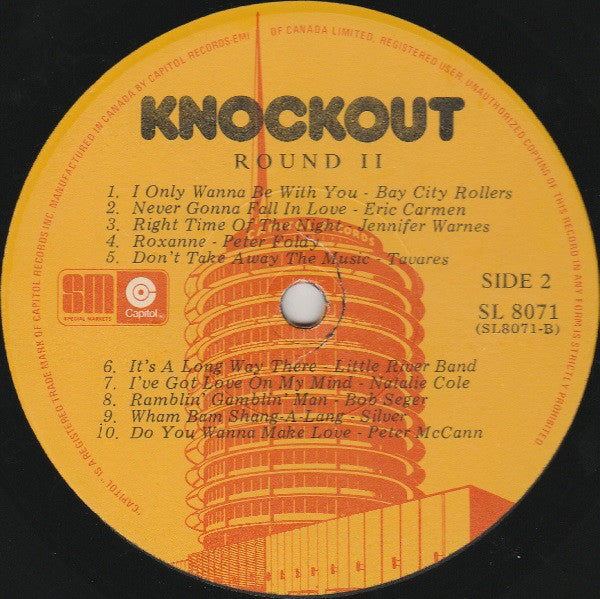 "CAPITOL" IS A REGISTERED TRADE MARK OF CAPITOL RECORDS INC. MANUFACTURED IN CANADA BY CAPITOL RECORDS-EMI OF CANADA LIMITED, REGISTERED USER. UNAUTHORIZED COPYING OF THIS RECORD IN ANY FORM IS STRICTLY PROHIBITED
KNOCKOUT
ROUND II
1. I Only Wanna Be With You - Bay City Rollers
2. Never Gonna Fall In Love - Eric Carmen
3. Right Time Of The Night - Jennifer Warnes
4. Roxanne - Peter Foldy
5. Don't Take Away The Music - Tavares
SM
SPECIAL MARKETS
Capitol
SIDE 2
SL 8071
(SL8071-B)
6. It's A Long Way There - Little River Band
7. I've Got Love On My Mind - Natalie Cole
8. Ramblin' Gamblin' Man - Bob Seger
9. Wham Bam Shang-A-Lang - Silver
10. Do You Wanna Make Love - Peter McCann